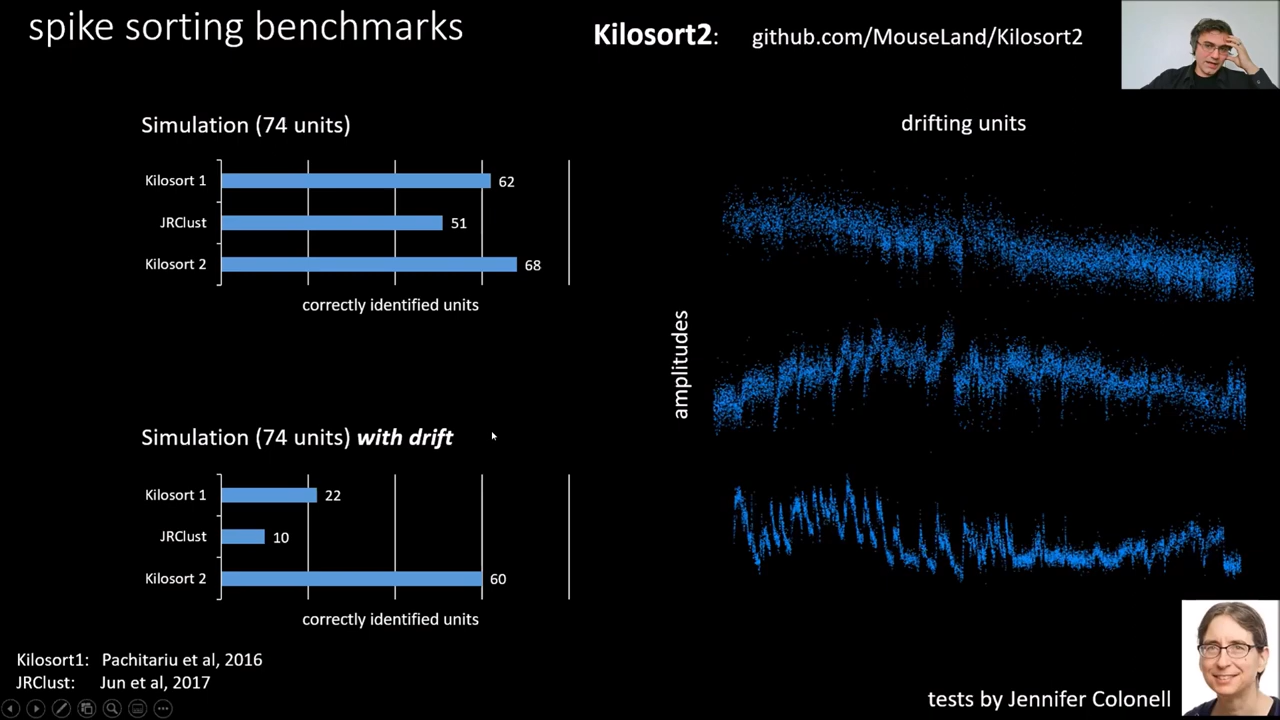 spike sorting benchmarks
Kilosort2: github.com/MouseLand/Kilosort2
Simulation (74 units)
Kilosort 1 62
JRClust 51
Kilosort 2 68
correctly identified units
Simulation (74 units) with drift
Kilosort 1 22
JRClust 10
Kilosort 2 60
correctly identified units
Kilosort1: Pachitariu et al, 2016
JRClust: Jun et al, 2017
drifting units
amplitudes
tests by Jennifer Colonell